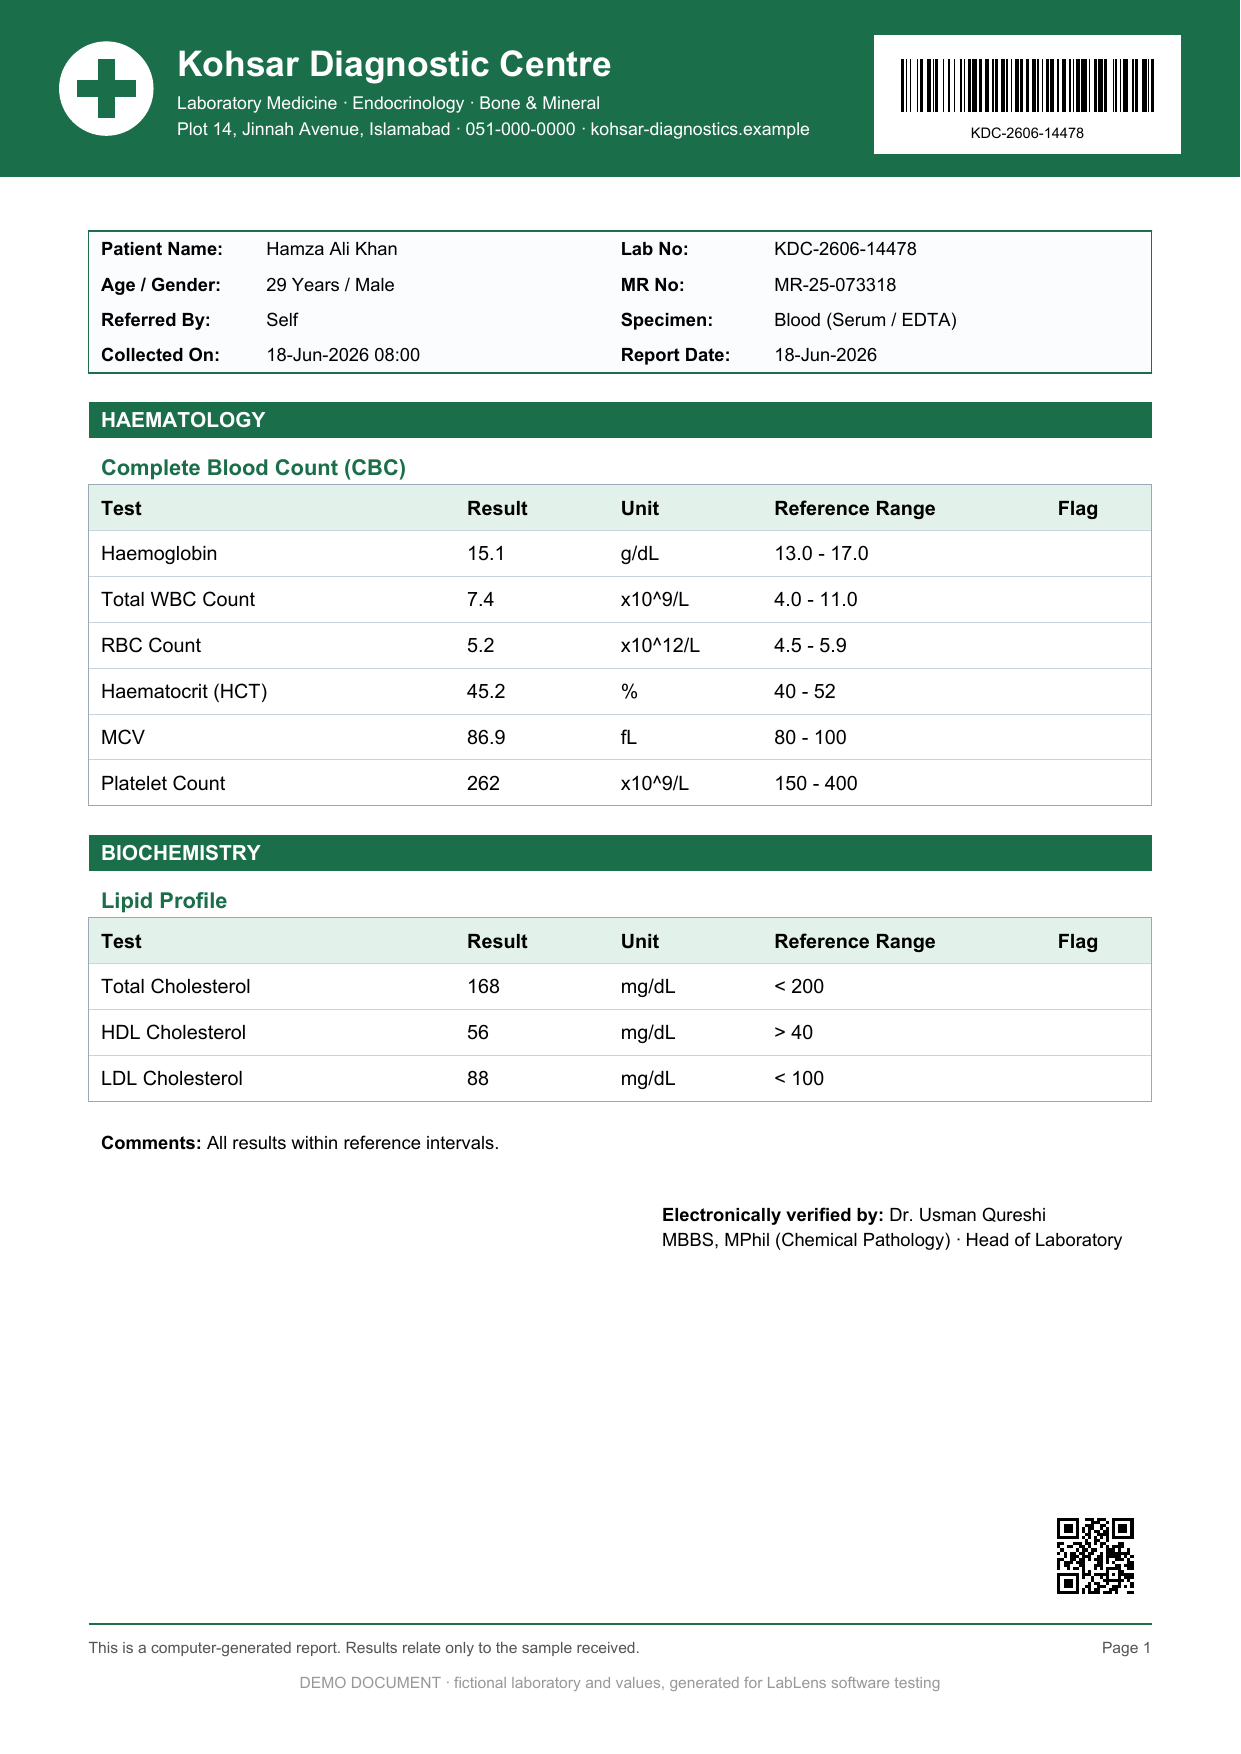 Kohsar Diagnostic Centre
Laboratory Medicine · Endocrinology · Bone & Mineral
Plot 14, Jinnah Avenue, Islamabad · 051-000-0000 · kohsar-diagnostics.example
KDC-2606-14478
Patient Name: Hamza Ali Khan Lab No: KDC-2606-14478
Age / Gender: 29 Years / Male MR No: MR-25-073318
Referred By: Self Specimen: Blood (Serum / EDTA)
Collected On: 18-Jun-2026 08:00 Report Date: 18-Jun-2026
HAEMATOLOGY
Complete Blood Count (CBC)
Test Result Unit Reference Range Flag
Haemoglobin 15.1 g/dL 13.0 - 17.0
Total WBC Count 7.4 x10^9/L 4.0 - 11.0
RBC Count 5.2 x10^12/L 4.5 - 5.9
Haematocrit (HCT) 45.2 % 40 - 52
MCV 86.9 fL 80 - 100
Platelet Count 262 x10^9/L 150 - 400
BIOCHEMISTRY
Lipid Profile
Test Result Unit Reference Range Flag
Total Cholesterol 168 mg/dL < 200
HDL Cholesterol 56 mg/dL > 40
LDL Cholesterol 88 mg/dL < 100
Comments: All results within reference intervals.
Electronically verified by: Dr. Usman Qureshi
MBBS, MPhil (Chemical Pathology) · Head of Laboratory
This is a computer-generated report. Results relate only to the sample received. Page 1
DEMO DOCUMENT · fictional laboratory and values, generated for LabLens software testing